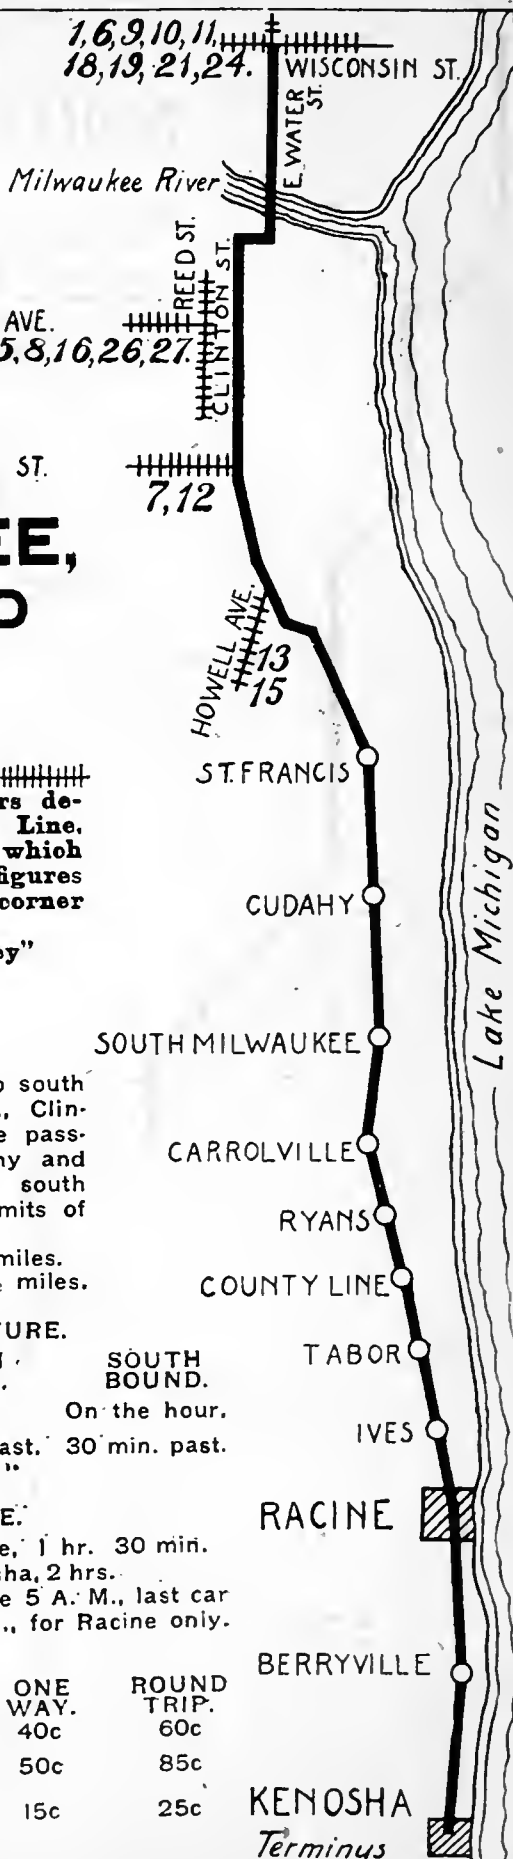 1, 6, 9, 10, 11,
18, 19, 21, 24.
WISCONSIN ST.
E. WATER ST.
Milwaukee River
REED ST.
CLINTON ST.
AVE.
5, 8, 16, 26, 27.
ST.
7, 12
EE,
HOWELL AVE.
13
15
ST. FRANCIS
rs de-
Line,
which
figures
corner
CUDAHY
by"
Lake Michigan
SOUTH MILWAUKEE
o south
., Clin-
e pass-
ny and
south
mits of
CARROLVILLE
RYANS
miles.
miles.
COUNTY LINE
TURE.
SOUTH
BOUND.
On the hour.
ast. 30 min. past.
"
TABOR
IVES
E.
e, 1 hr. 30 min.
sha, 2 hrs.
e 5 A. M., last car
., for Racine only.
RACINE
BERRYVILLE
ONE WAY. ROUND TRIP.
40c 60c
50c 85c
15c 25c
KENOSHA
Terminus